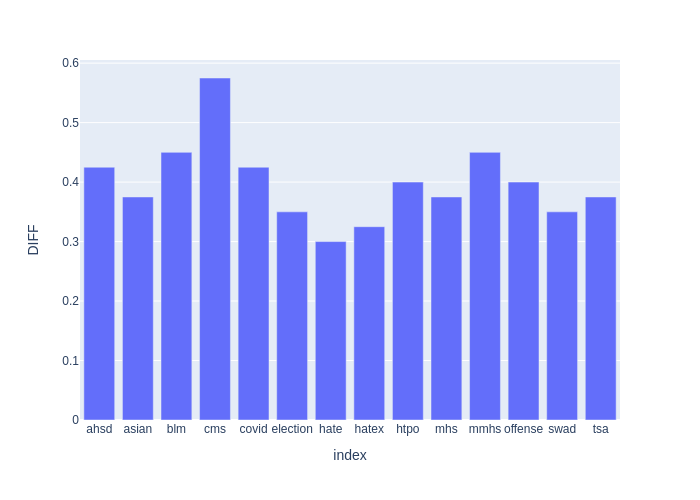 0.6
0.5
0.4
0.3
0.2
0.1
0
DIFF
ahsd asian blm cms covid election hate hatex htpo mhs mmhs offense swad tsa
index